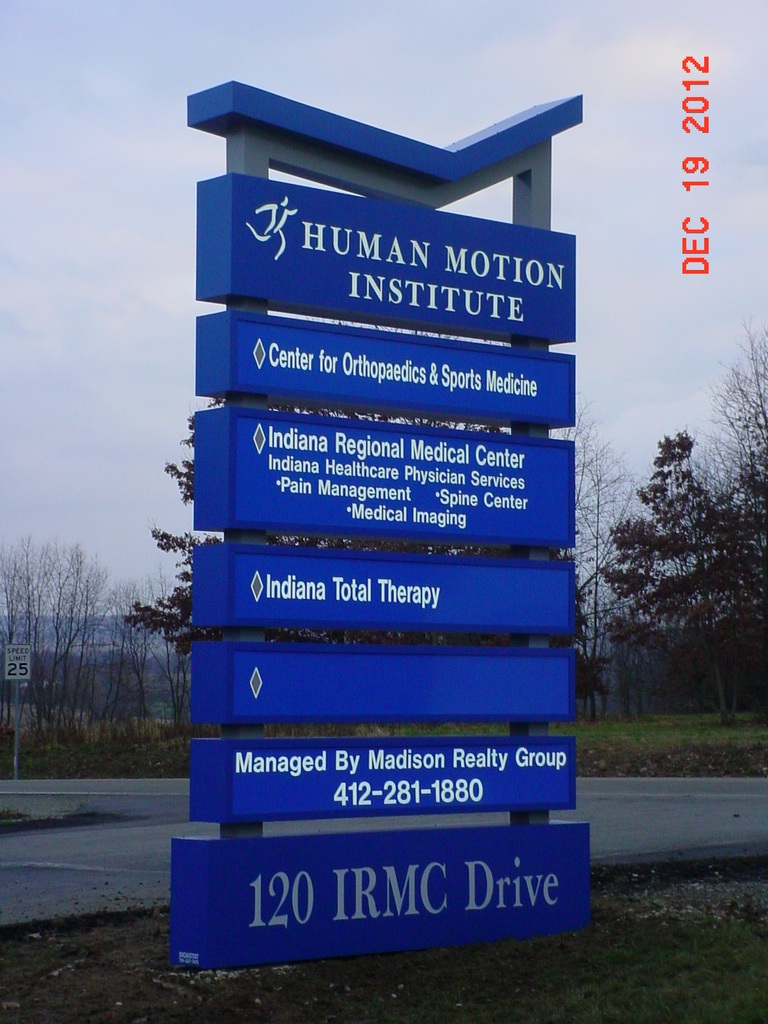 DEC 19 2012
HUMAN MOTION
INSTITUTE
Center for Orthopaedics & Sports Medicine
Indiana Regional Medical Center
Indiana Healthcare Physician Services
•Pain Management •Spine Center
•Medical Imaging
Indiana Total Therapy
SPEED
LIMIT
25
Managed By Madison Realty Group
412-281-1880
120 IRMC Drive